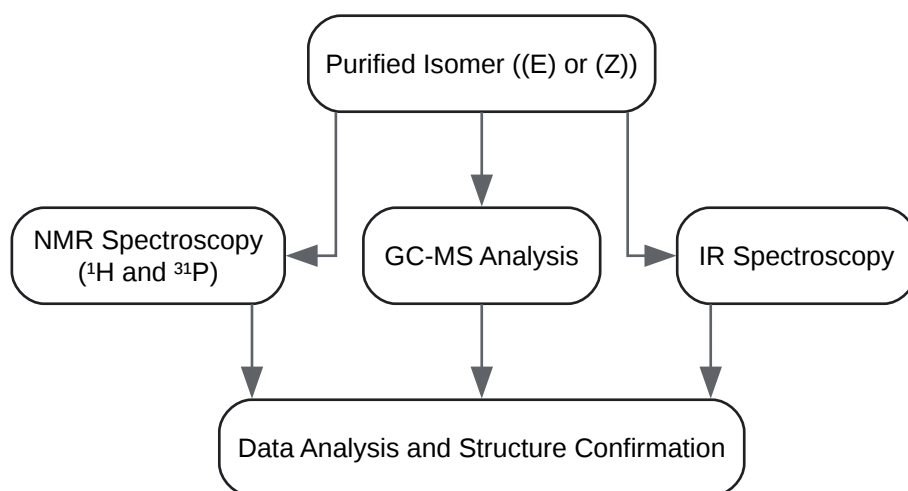 Purified Isomer ((E) or (Z))
NMR Spectroscopy
(¹H and ³¹P)
GC-MS Analysis
IR Spectroscopy
Data Analysis and Structure Confirmation